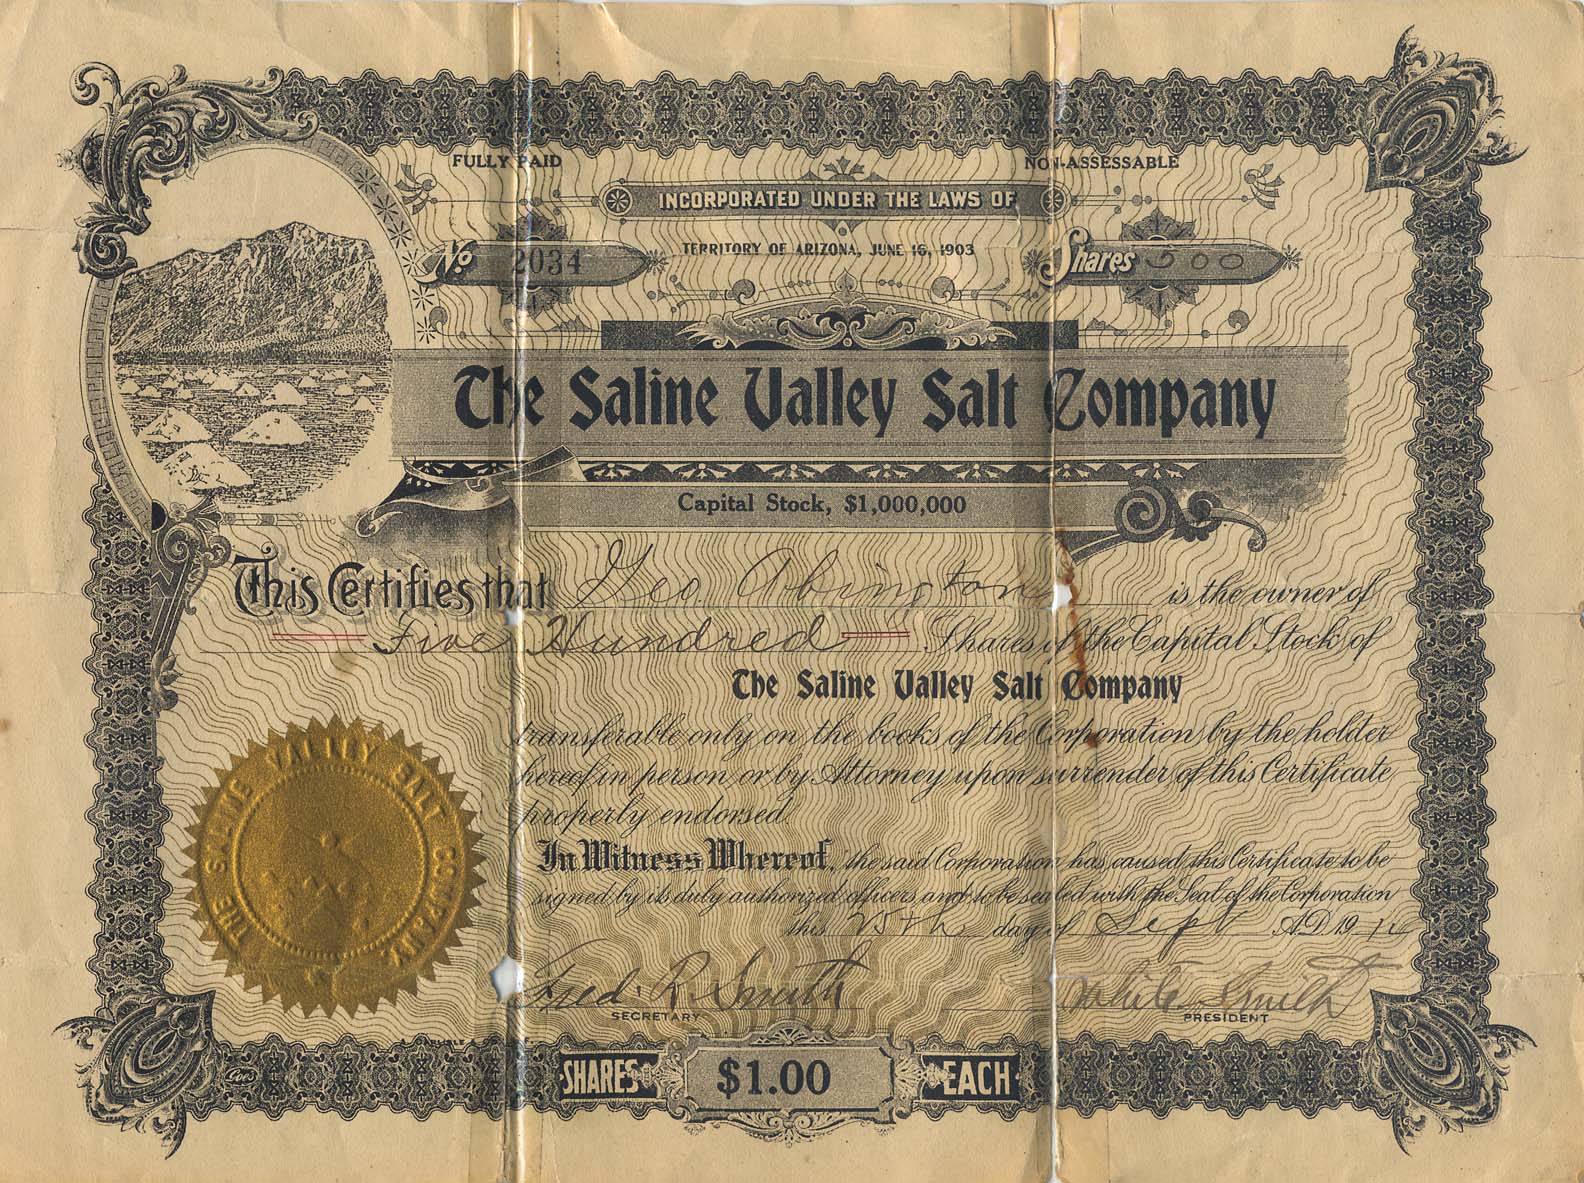 FULLY PAID
NON-ASSESSABLE
INCORPORATED UNDER THE LAWS OF
TERRITORY OF ARIZONA, JUNE 16, 1903
No 2034
Shares 500
The Saline Valley Salt Company
Capital Stock, $1,000,000
This Certifies that Geo Abington is the owner of
Five Hundred Shares of the Capital Stock of
The Saline Valley Salt Company
transferable only on the books of the Corporation by the holder
hereof in person or by Attorney upon surrender of this Certificate
properly endorsed.
In Witness Whereof, the said Corporation has caused this Certificate to be
signed by its duly authorized officers and to be sealed with the Seal of the Corporation
this day of Sept A.D. 19
THE SALINE VALLEY SALT COMPANY
Fred. R. Smith
SECRETARY
White Smith
PRESIDENT
SHARES $1.00 EACH